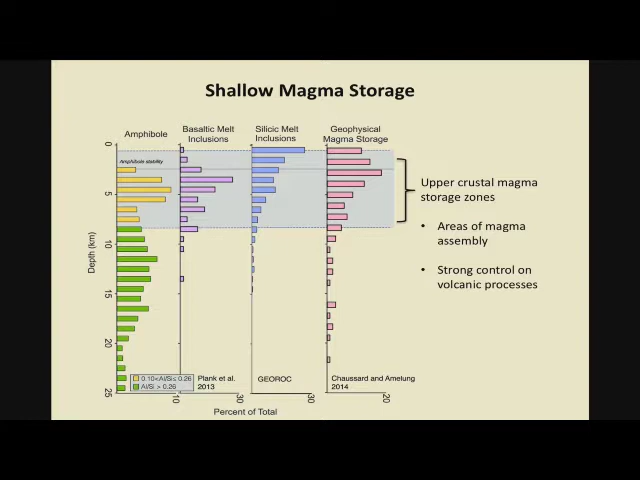 Shallow Magma Storage
Amphibole
Basaltic Melt
Inclusions
Silicic Melt
Inclusions
Geophysical
Magma Storage
Amphibole stability
0
5
10
15
20
25
Depth (km)
0.10<Al/Si≤ 0.26
Al/Si > 0.26
Plank et al.
2013
GEOROC
Chaussard and Amelung
2014
10
30
30
20
Percent of Total
Upper crustal magma
storage zones
• Areas of magma
assembly
• Strong control on
volcanic processes